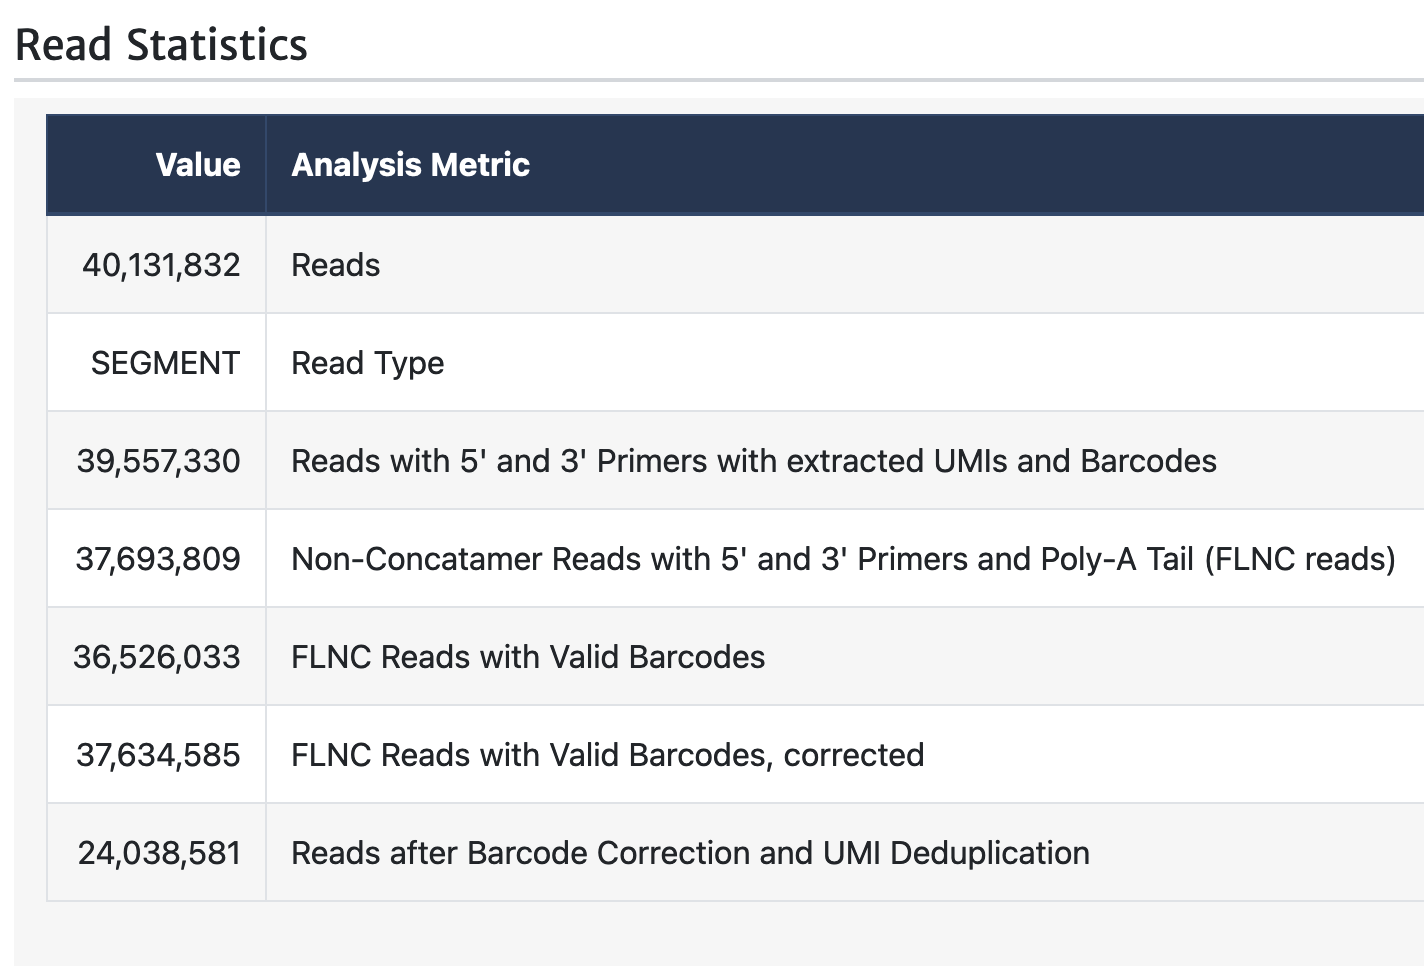 Read Statistics
Value Analysis Metric
40,131,832 Reads
SEGMENT Read Type
39,557,330 Reads with 5' and 3' Primers with extracted UMIs and Barcodes
37,693,809 Non-Concatamer Reads with 5' and 3' Primers and Poly-A Tail (FLNC reads)
36,526,033 FLNC Reads with Valid Barcodes
37,634,585 FLNC Reads with Valid Barcodes, corrected
24,038,581 Reads after Barcode Correction and UMI Deduplication